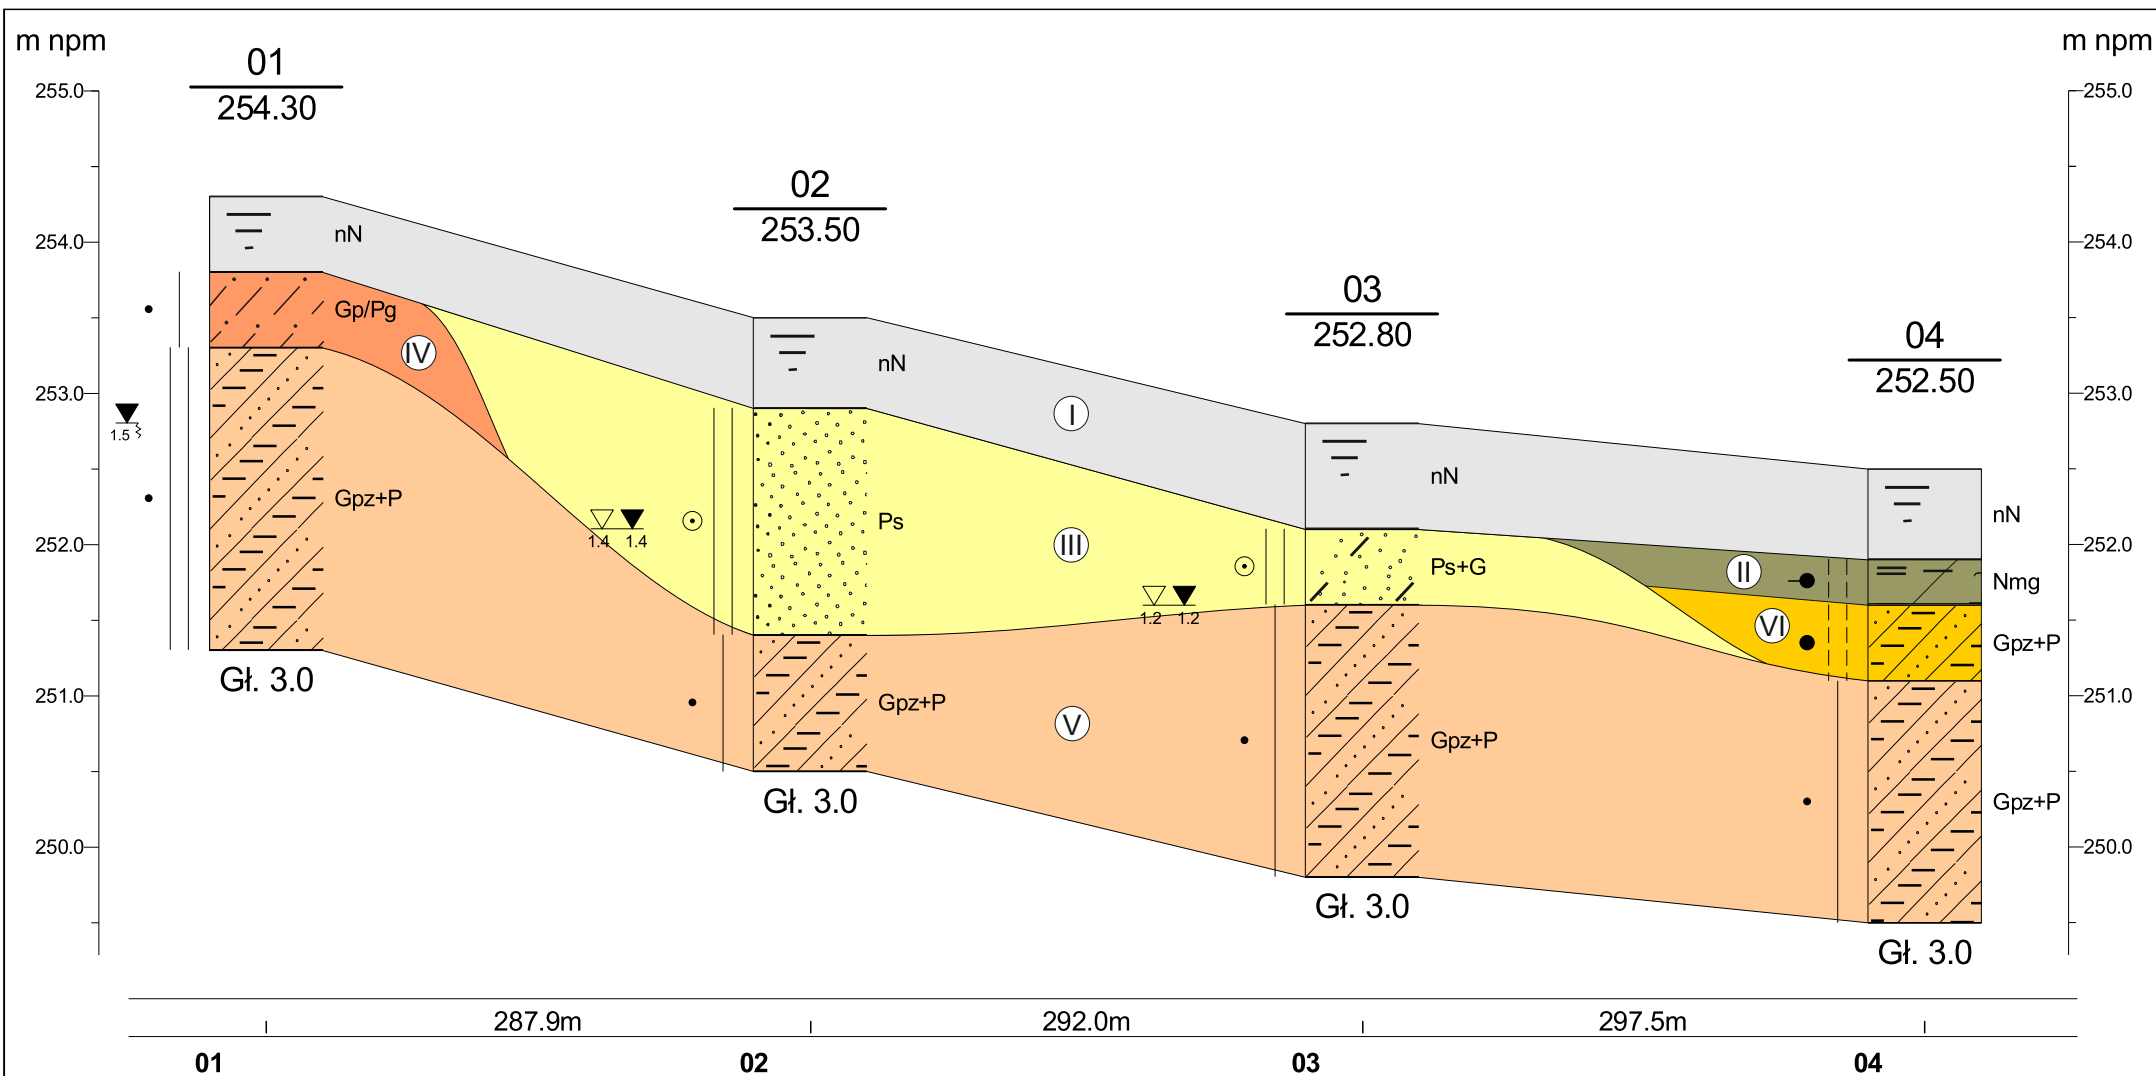 m npm
m npm
01
254.30
02
253.50
03
252.80
04
252.50
255.0
254.0
253.0
252.0
251.0
250.0
255.0
254.0
253.0
252.0
251.0
250.0
nN
Gp/Pg
IV
Gpz+P
1.5
Gł. 3.0
nN
Ps
1.4 1.4
Gpz+P
Gł. 3.0
I
III
V
nN
Ps+G
1.2 1.2
Gpz+P
Gł. 3.0
II
VI
nN
Nmg
Gpz+P
Gpz+P
Gł. 3.0
287.9m 292.0m 297.5m
01 02 03 04